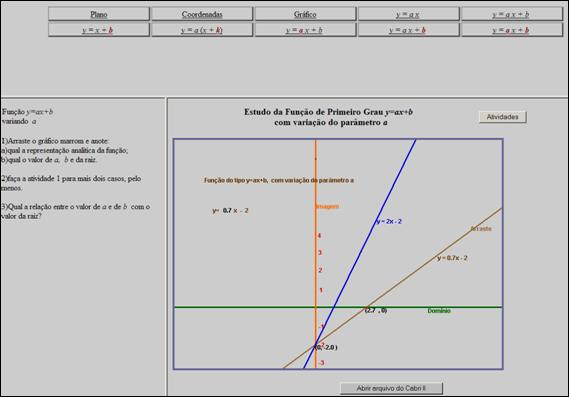 Plano
Coordenadas
Gráfico
y = a x
y = a x + b
y = x + b
y = a (x + k)
y = a x + b
y = a x + b
y = a x + b
Função y=ax+b
variando a
1)Arraste o gráfico marrom e anote:
a)qual a representação analítica da função;
b)qual o valor de a, b e da raiz.
2)faça a atividade 1 para mais dois casos, pelo
menos.
3)Qual a relação entre o valor de a e de b com o
valor da raiz?
Estudo da Função de Primeiro Grau y=ax+b
com variação do parâmetro a
Atividades
Função do tipo y=ax+b, com variação do parâmetro a
y= 0.7 x - 2
Imagem
y = 2x - 2
Arraste
4
y = 0.7x - 2
3
2
1
(2.7 , 0)
Domínio
-1
-2
(0, -2.0 )
-3
Abrir arquivo do Cabri II